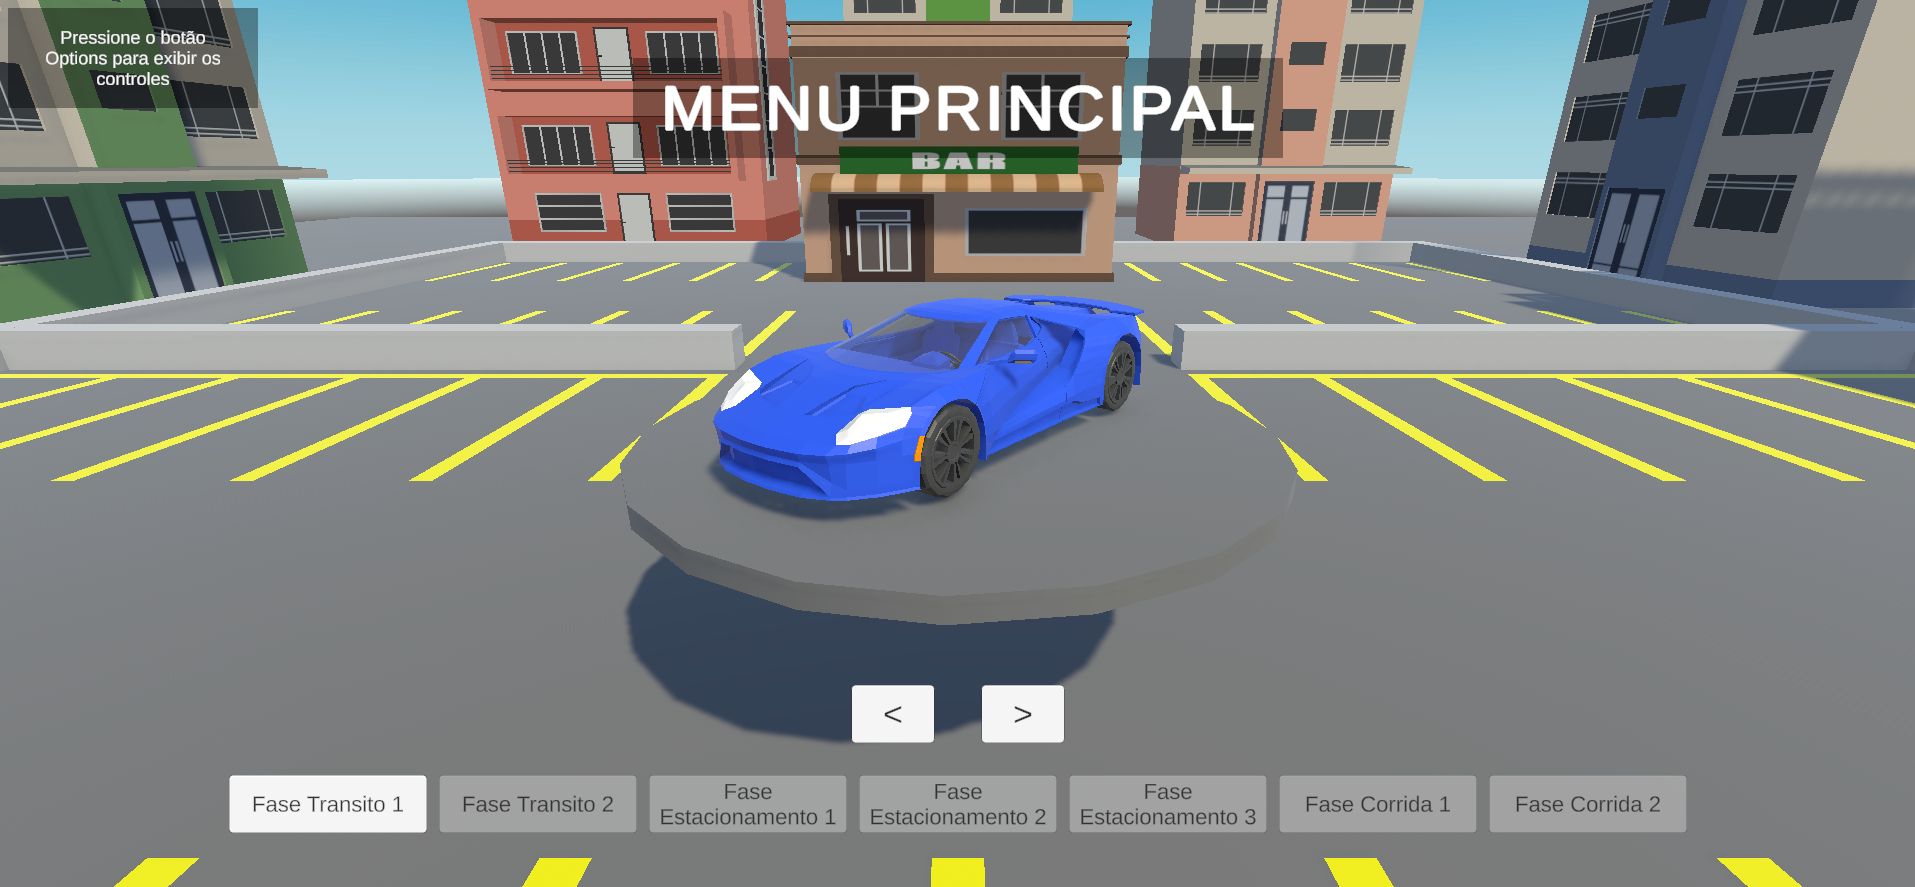 Pressione o botão
Options para exibir os
controles
MENU PRINCIPAL
BAR
<
>
Fase Transito 1
Fase Transito 2
Fase
Estacionamento 1
Fase
Estacionamento 2
Fase
Estacionamento 3
Fase Corrida 1
Fase Corrida 2